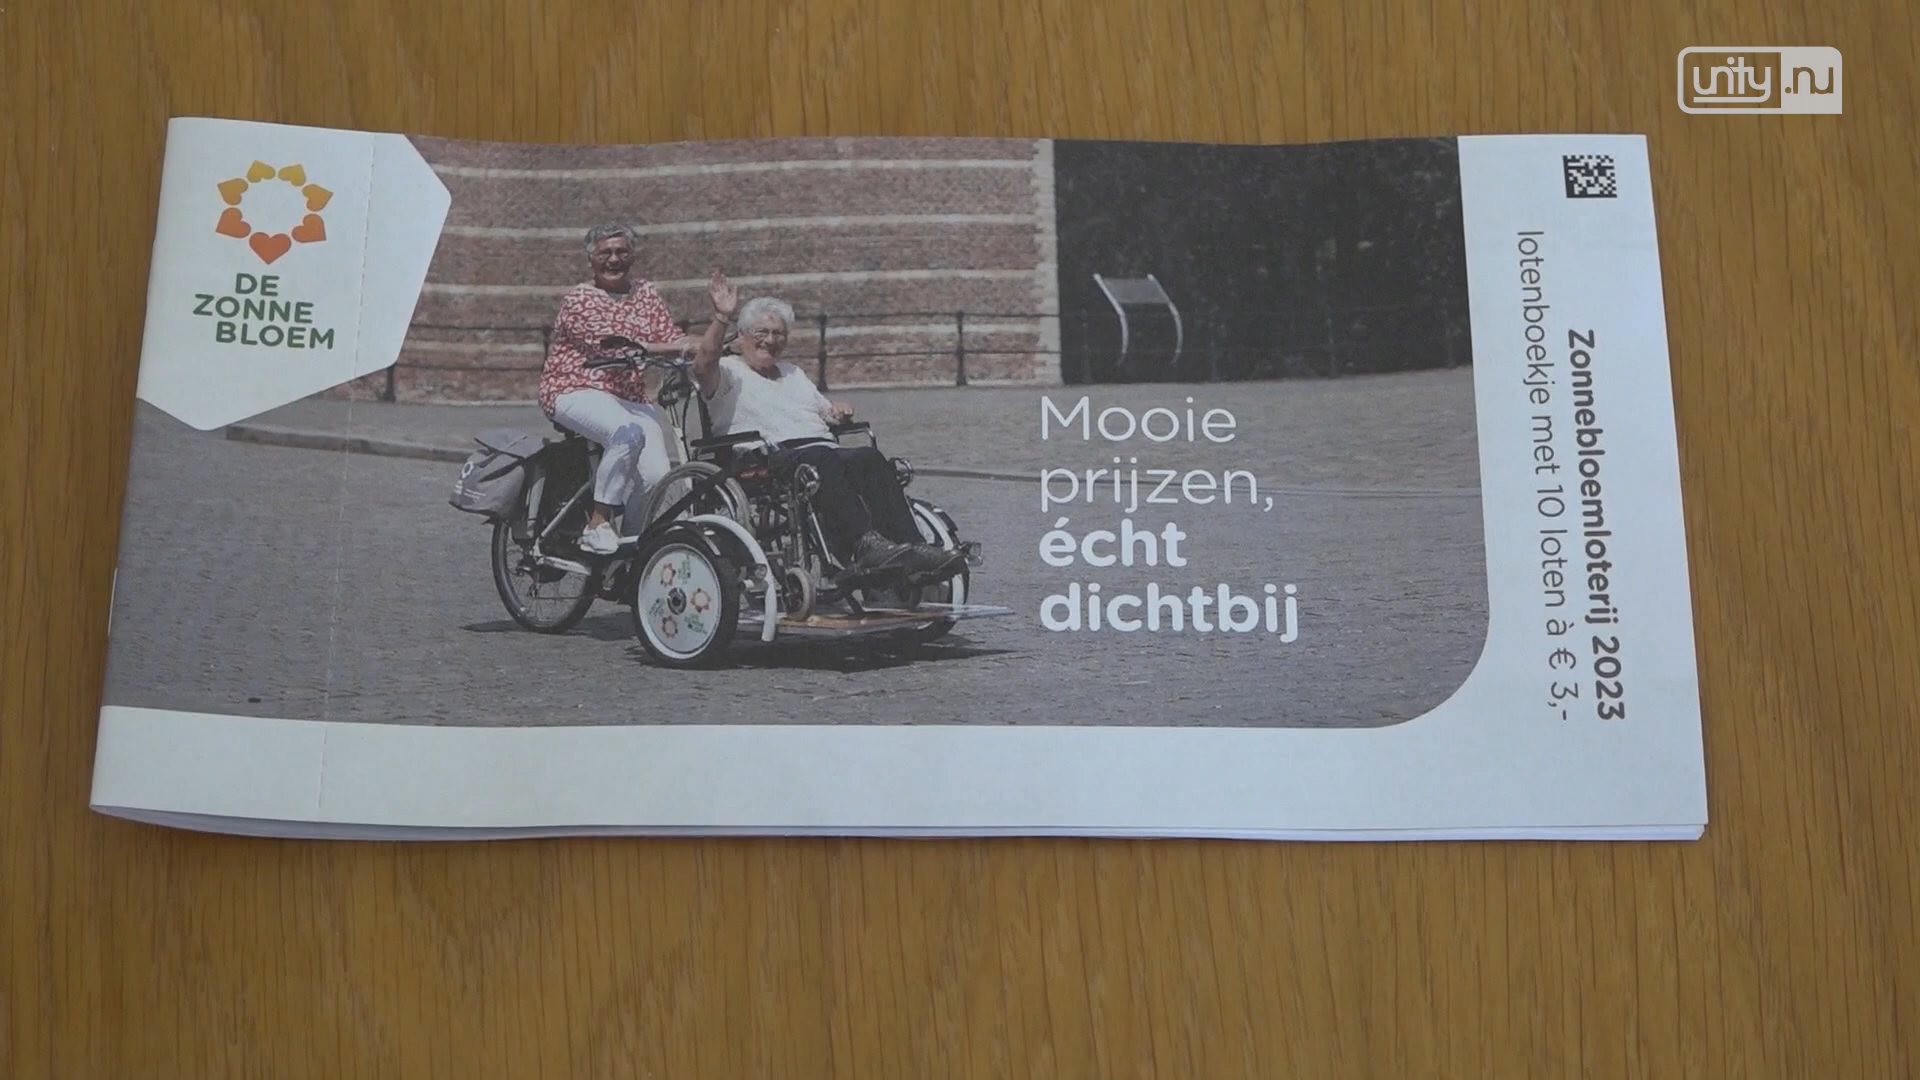 unity.nu
DE
ZONNE
BLOEM
Mooie
prijzen,
écht
dichtbij
Zonnebloemloterij 2023
lotenboekje met 10 loten à € 3,-